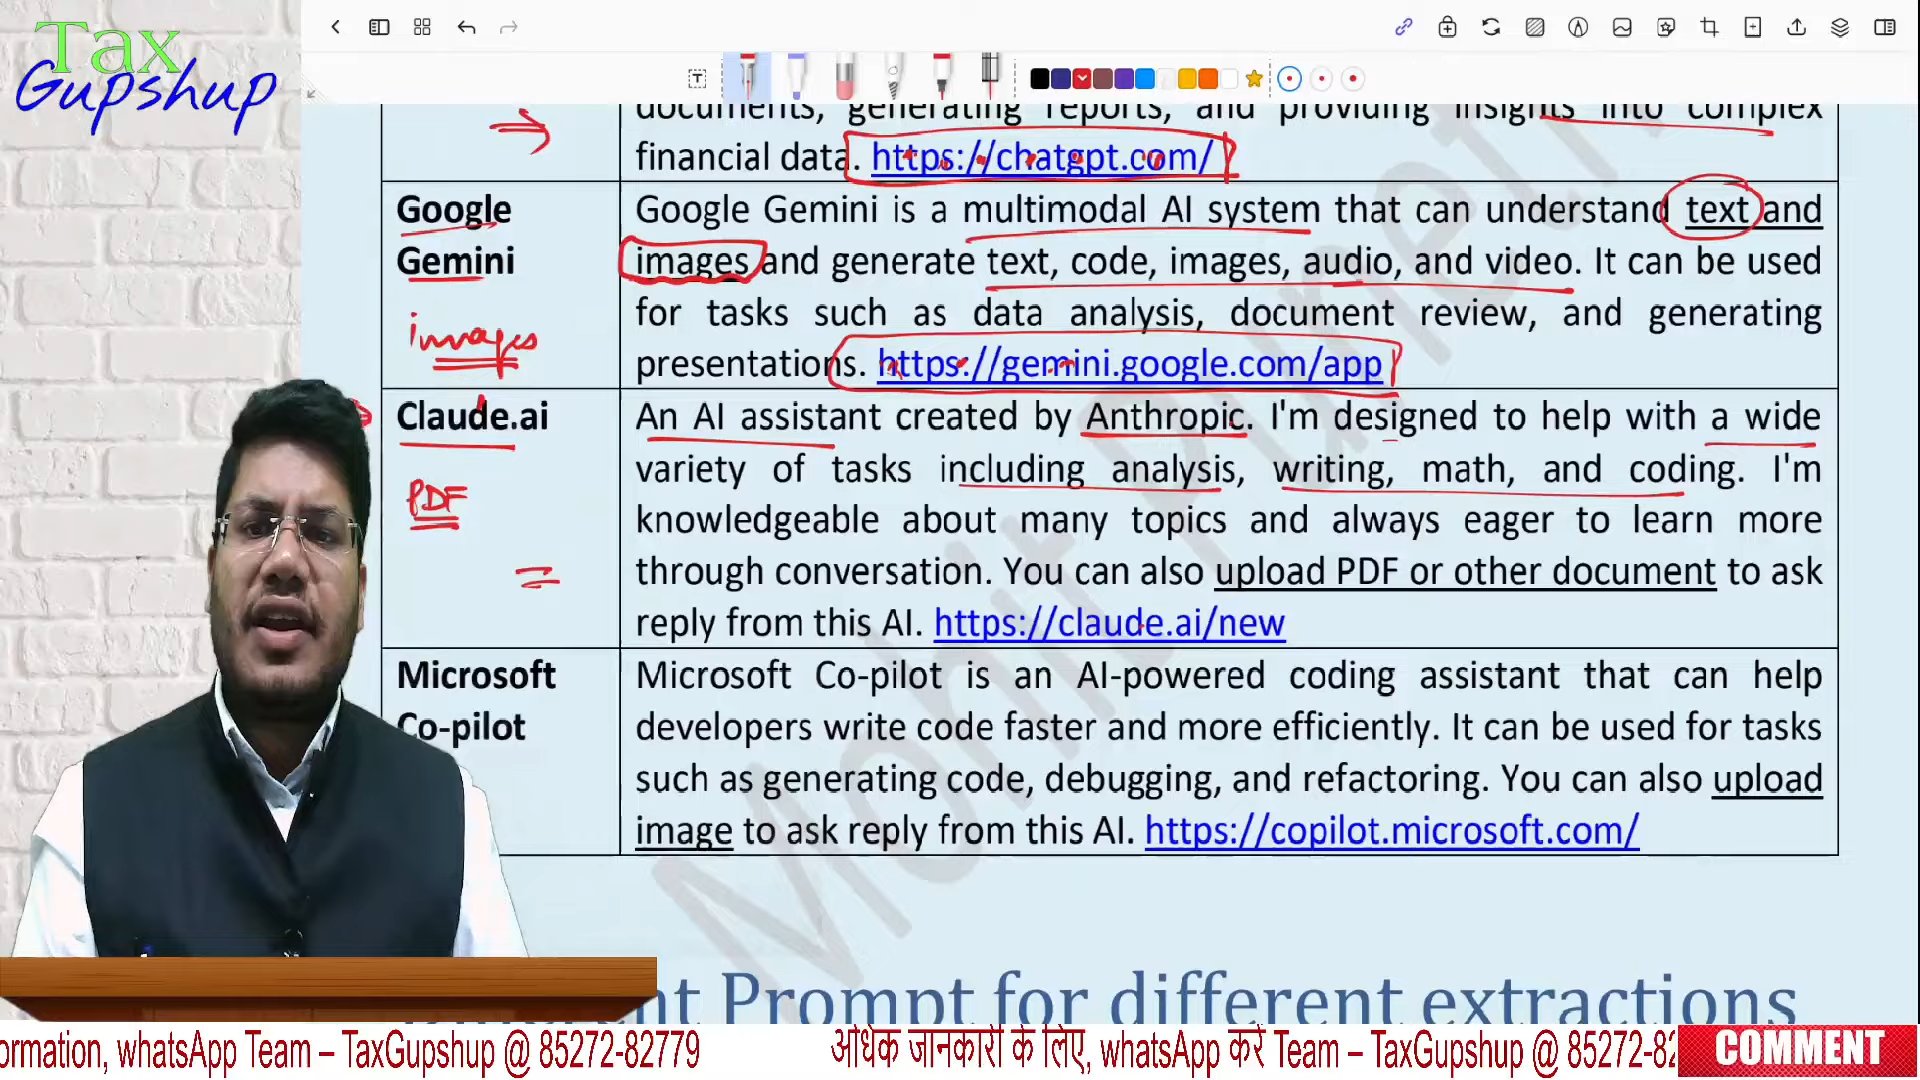 Tax
Gupshup
documents, generating reports, and providing insights into complex
financial data. https://chatgpt.com/
Google
Gemini
images
Google Gemini is a multimodal AI system that can understand text and
images and generate text, code, images, audio, and video. It can be used
for tasks such as data analysis, document review, and generating
presentations. https://gemini.google.com/app
Claude.ai
PDF
An AI assistant created by Anthropic. I'm designed to help with a wide
variety of tasks including analysis, writing, math, and coding. I'm
knowledgeable about many topics and always eager to learn more
through conversation. You can also upload PDF or other document to ask
reply from this AI. https://claude.ai/new
Microsoft
Co-pilot
Microsoft Co-pilot is an AI-powered coding assistant that can help
developers write code faster and more efficiently. It can be used for tasks
such as generating code, debugging, and refactoring. You can also upload
image to ask reply from this AI. https://copilot.microsoft.com/
Prompt for different extractions
ormation, whatsApp Team – TaxGupshup @ 85272-82779
अधिक जानकारी के लिए, whatsApp करें Team – TaxGupshup @ 85272-82
COMMENT